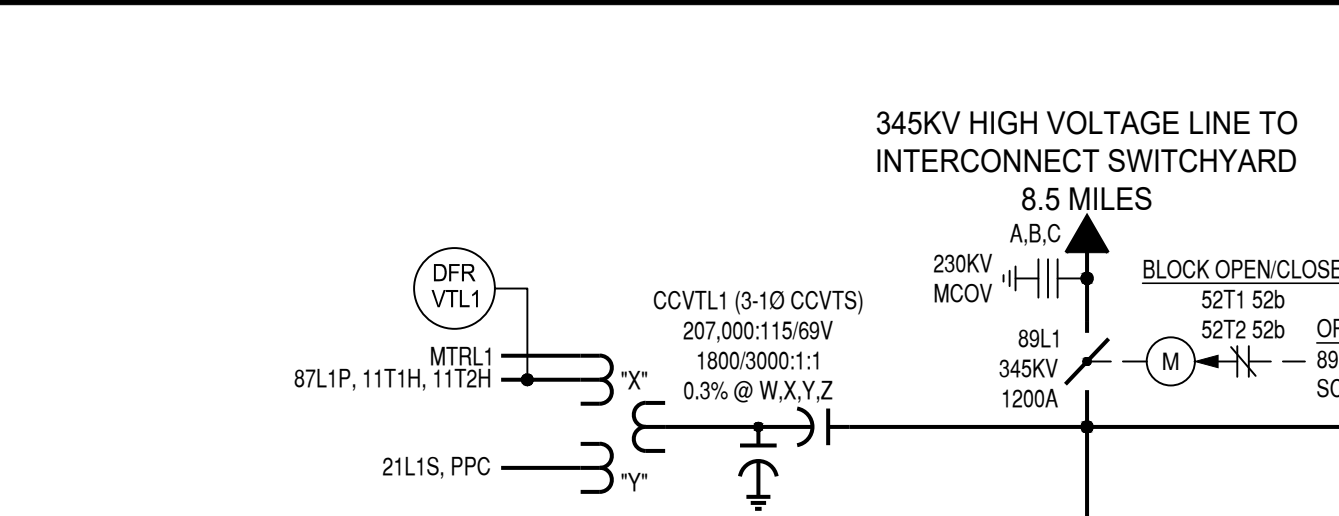 345KV HIGH VOLTAGE LINE TO
INTERCONNECT SWITCHYARD
8.5 MILES
A,B,C
230KV
MCOV
BLOCK OPEN/CLOSE
52T1 52b
52T2 52b
89L1
345KV
1200A
M
DFR
VTL1
CCVTL1 (3-1Ø CCVTS)
207,000:115/69V
1800/3000:1:1
0.3% @ W,X,Y,Z
MTRL1
87L1P, 11T1H, 11T2H
"X"
21L1S, PPC
"Y"
89